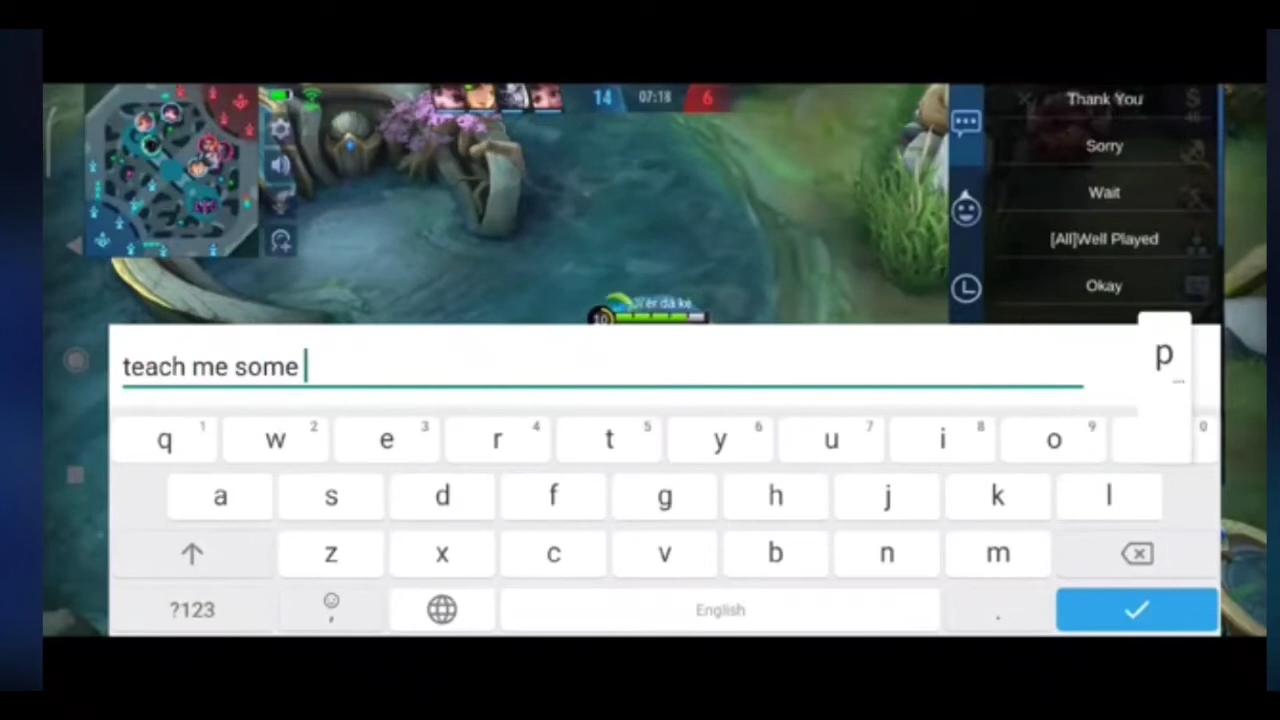 14 07:18 6
Thank You
Sorry
Wait
[All]Well Played
Okay
10
teach me some
p
...
q 1 w 2 e 3 r 4 t 5 y 6 u 7 i 8 o 9 0
a s d f g h j k l
z x c v b n m
?123 , English .